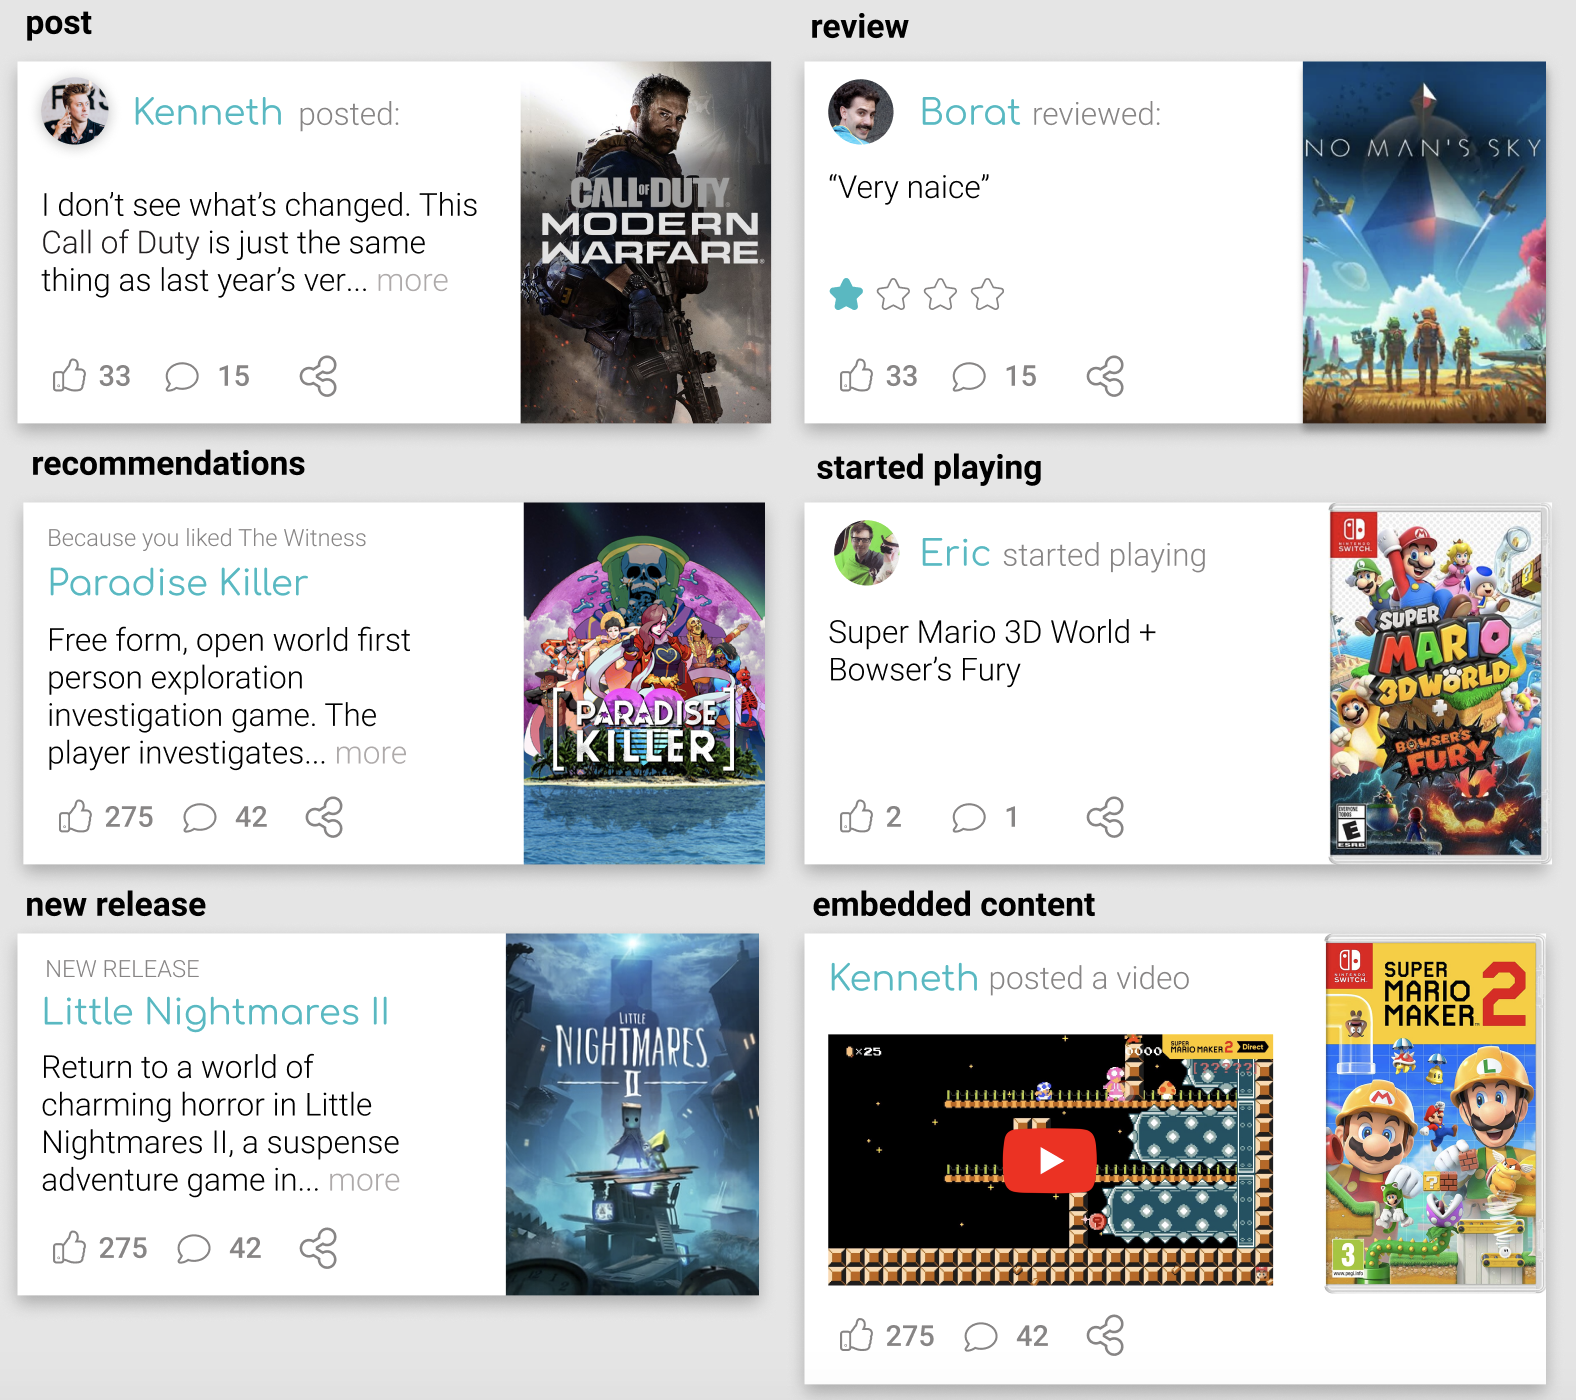 post
Kenneth posted:
I don't see what's changed. This
Call of Duty is just the same
thing as last year's ver... more
33 15
CALL OF DUTY
MODERN
WARFARE
review
Borat reviewed:
“Very naice”
33 15
NO MAN'S SKY
recommendations
Because you liked The Witness
Paradise Killer
Free form, open world first
person exploration
investigation game. The
player investigates... more
275 42
PARADISE
KILLER
started playing
Eric started playing
Super Mario 3D World +
Bowser's Fury
2 1
NINTENDO
SWITCH
SUPER
MARIO
3D WORLD
+
BOWSER'S
FURY
EVERYONE
E
ESRB
new release
NEW RELEASE
Little Nightmares II
Return to a world of
charming horror in Little
Nightmares II, a suspense
adventure game in... more
275 42
LITTLE
NIGHTMARES
II
embedded content
Kenneth posted a video
×25
SUPER
MARIO MAKER 2 Direct
275 42
NINTENDO
SWITCH
SUPER
MARIO
MAKER 2
3
www.pegi.info